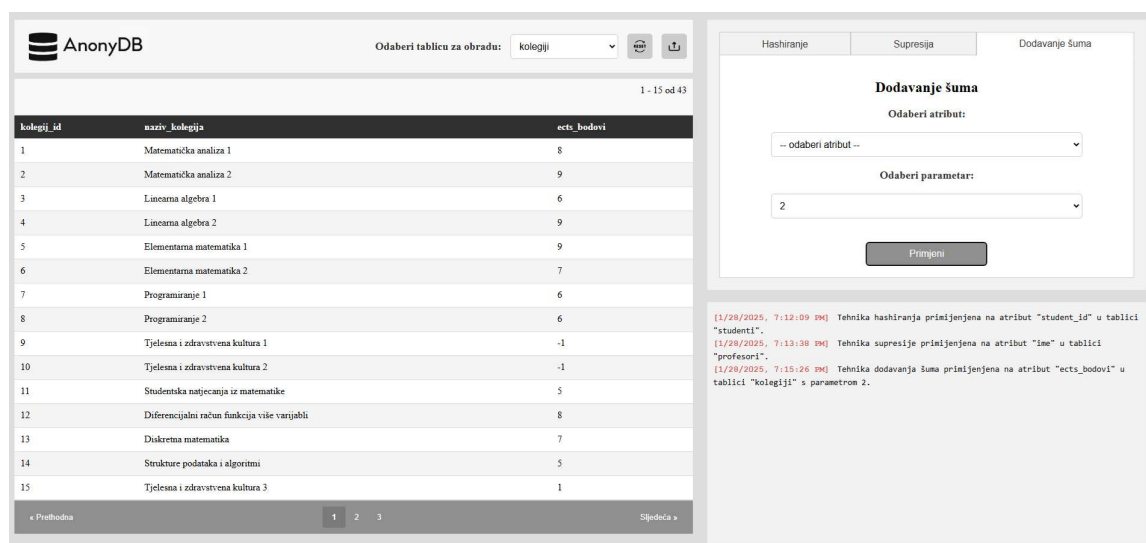 AnonyDB
Odaberi tablicu za obradu: kolegiji
RESET
1 - 15 od 43
kolegij_id naziv_kolegija ects_bodovi
1 Matematička analiza 1 8
2 Matematička analiza 2 9
3 Linearna algebra 1 6
4 Linearna algebra 2 9
5 Elementarna matematika 1 9
6 Elementarna matematika 2 7
7 Programiranje 1 6
8 Programiranje 2 6
9 Tjelesna i zdravstvena kultura 1 -1
10 Tjelesna i zdravstvena kultura 2 -1
11 Studentska natjecanja iz matematike 5
12 Diferencijalni račun funkcija više varijabli 8
13 Diskretna matematika 7
14 Strukture podataka i algoritmi 5
15 Tjelesna i zdravstvena kultura 3 1
« Prethodna 1 2 3 Sljedeća »
Hashiranje Supresija Dodavanje šuma
Dodavanje šuma
Odaberi atribut:
-- odaberi atribut --
Odaberi parametar:
2
Primjeni
[1/28/2025, 7:12:09 PM] Tehnika hashiranja primijenjena na atribut "student_id" u tablici
"studenti".
[1/28/2025, 7:13:38 PM] Tehnika supresije primijenjena na atribut "ime" u tablici
"profesori".
[1/28/2025, 7:15:26 PM] Tehnika dodavanja šuma primijenjena na atribut "ects_bodovi" u
tablici "kolegiji" s parametrom 2.